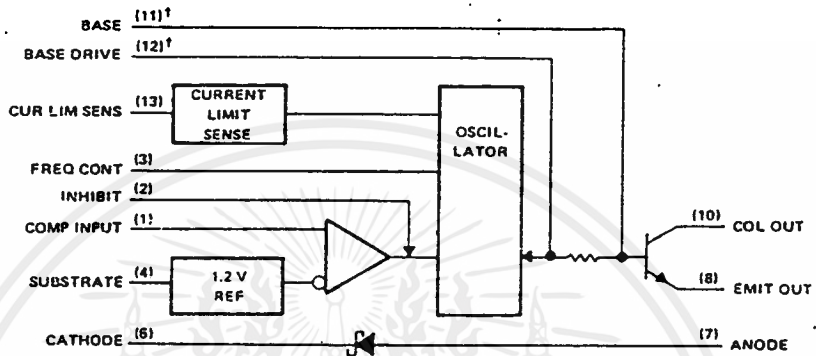 BASE (11)†
BASE DRIVE (12)†
CUR LIM SENS (13)
CURRENT
LIMIT
SENSE
OSCIL-
LATOR
FREQ CONT (3)
INHIBIT (2)
COMP INPUT (1)
(10) COL OUT
SUBSTRATE (4)
1.2 V
REF
(8) EMIT OUT
CATHODE (6)
(7) ANODE